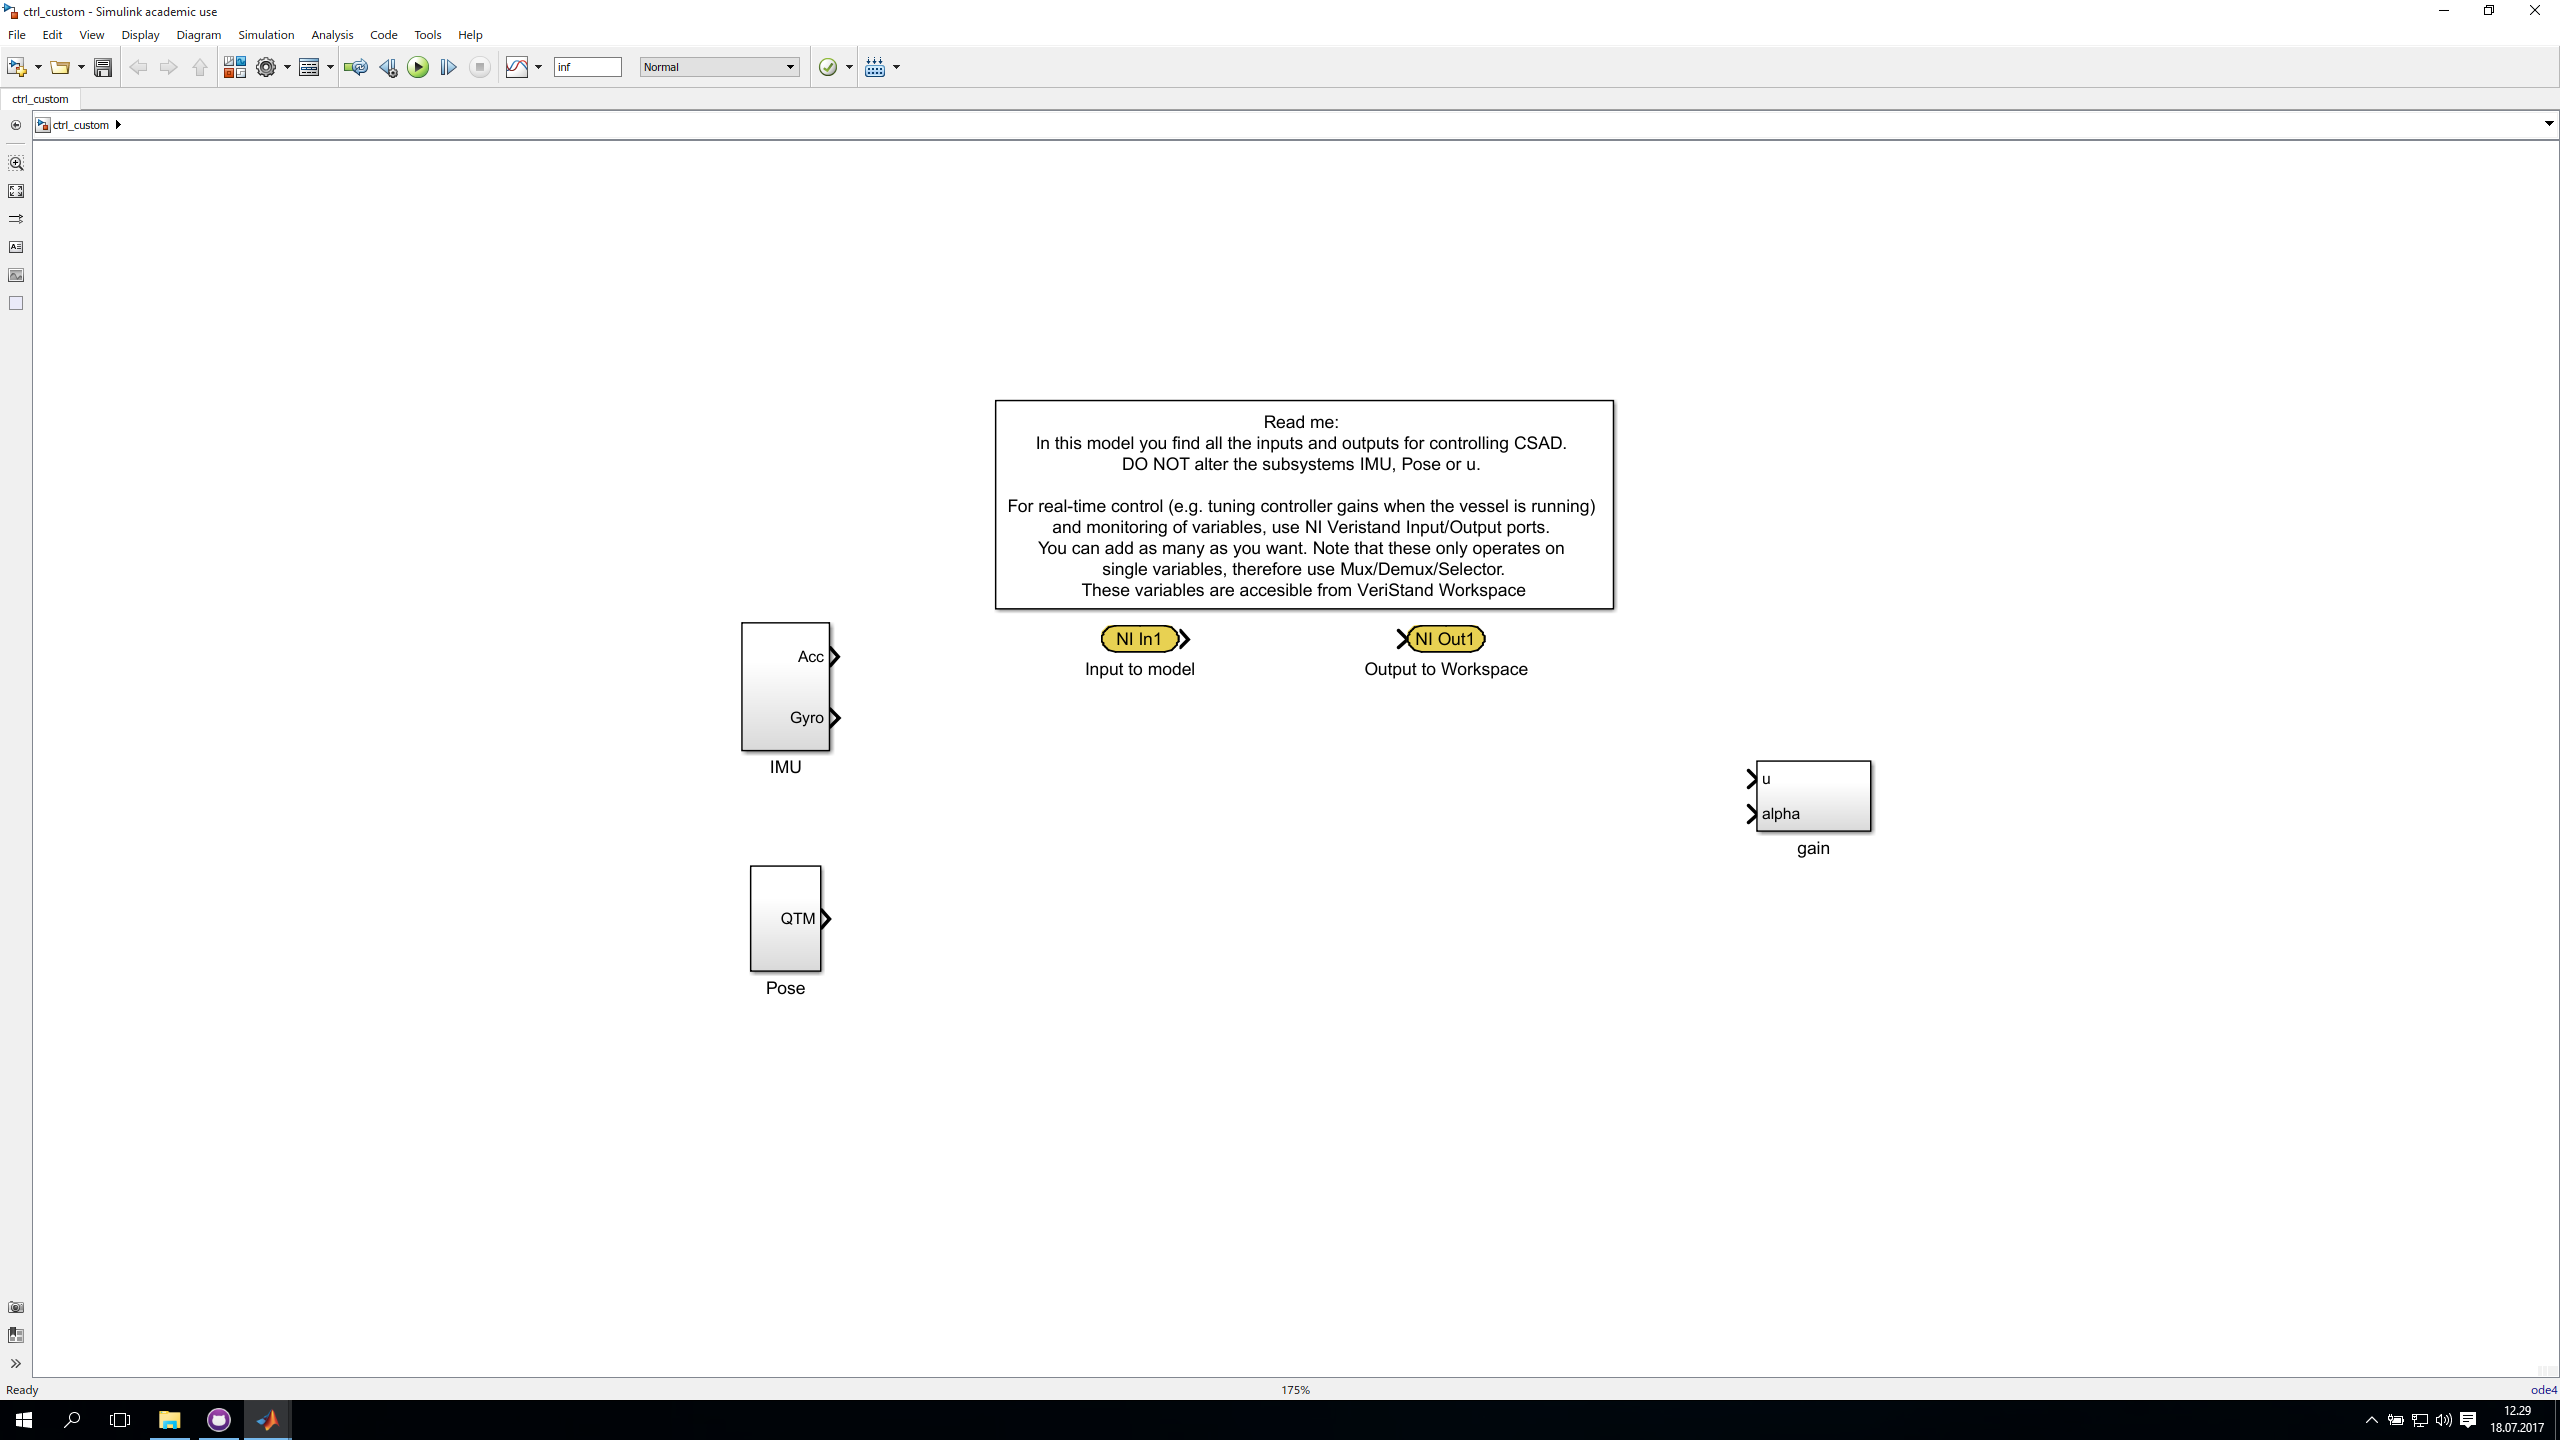 ctrl_custom - Simulink academic use
File Edit View Display Diagram Simulation Analysis Code Tools Help
inf Normal
ctrl_custom
ctrl_custom
Read me:
In this model you find all the inputs and outputs for controlling CSAD.
DO NOT alter the subsystems IMU, Pose or u.
For real-time control (e.g. tuning controller gains when the vessel is running)
and monitoring of variables, use NI Veristand Input/Output ports.
You can add as many as you want. Note that these only operates on
single variables, therefore use Mux/Demux/Selector.
These variables are accesible from VeriStand Workspace
NI In1 NI Out1
Input to model Output to Workspace
Acc
Gyro
IMU
u
alpha
gain
QTM
Pose
Ready 175% ode4
12.29
18.07.2017